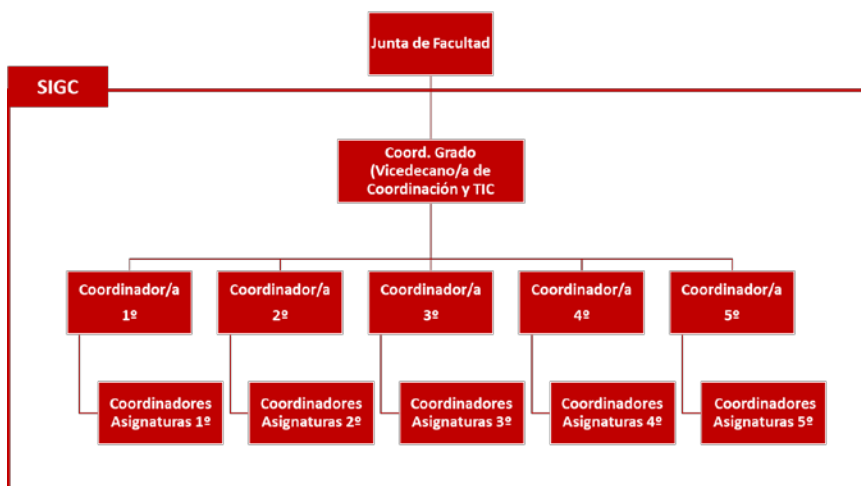 Junta de Facultad
SIGC
Coord. Grado
(Vicedecano/a de
Coordinación y TIC
Coordinador/a
1º
Coordinador/a
2º
Coordinador/a
3º
Coordinador/a
4º
Coordinador/a
5º
Coordinadores
Asignaturas 1º
Coordinadores
Asignaturas 2º
Coordinadores
Asignaturas 3º
Coordinadores
Asignaturas 4º
Coordinadores
Asignaturas 5º